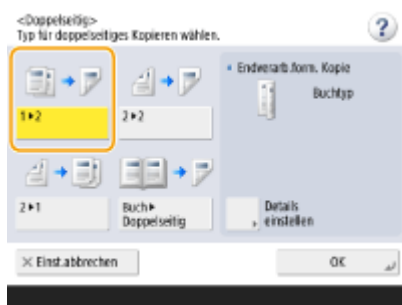 <Doppelseitig>
Typ für doppelseitiges Kopieren wählen.
?
Endverarb.form. Kopie
Buchtyp
1►2
2►2
2►1
Buch►
Doppelseitig
Details
einstellen
× Einst.abbrechen
OK